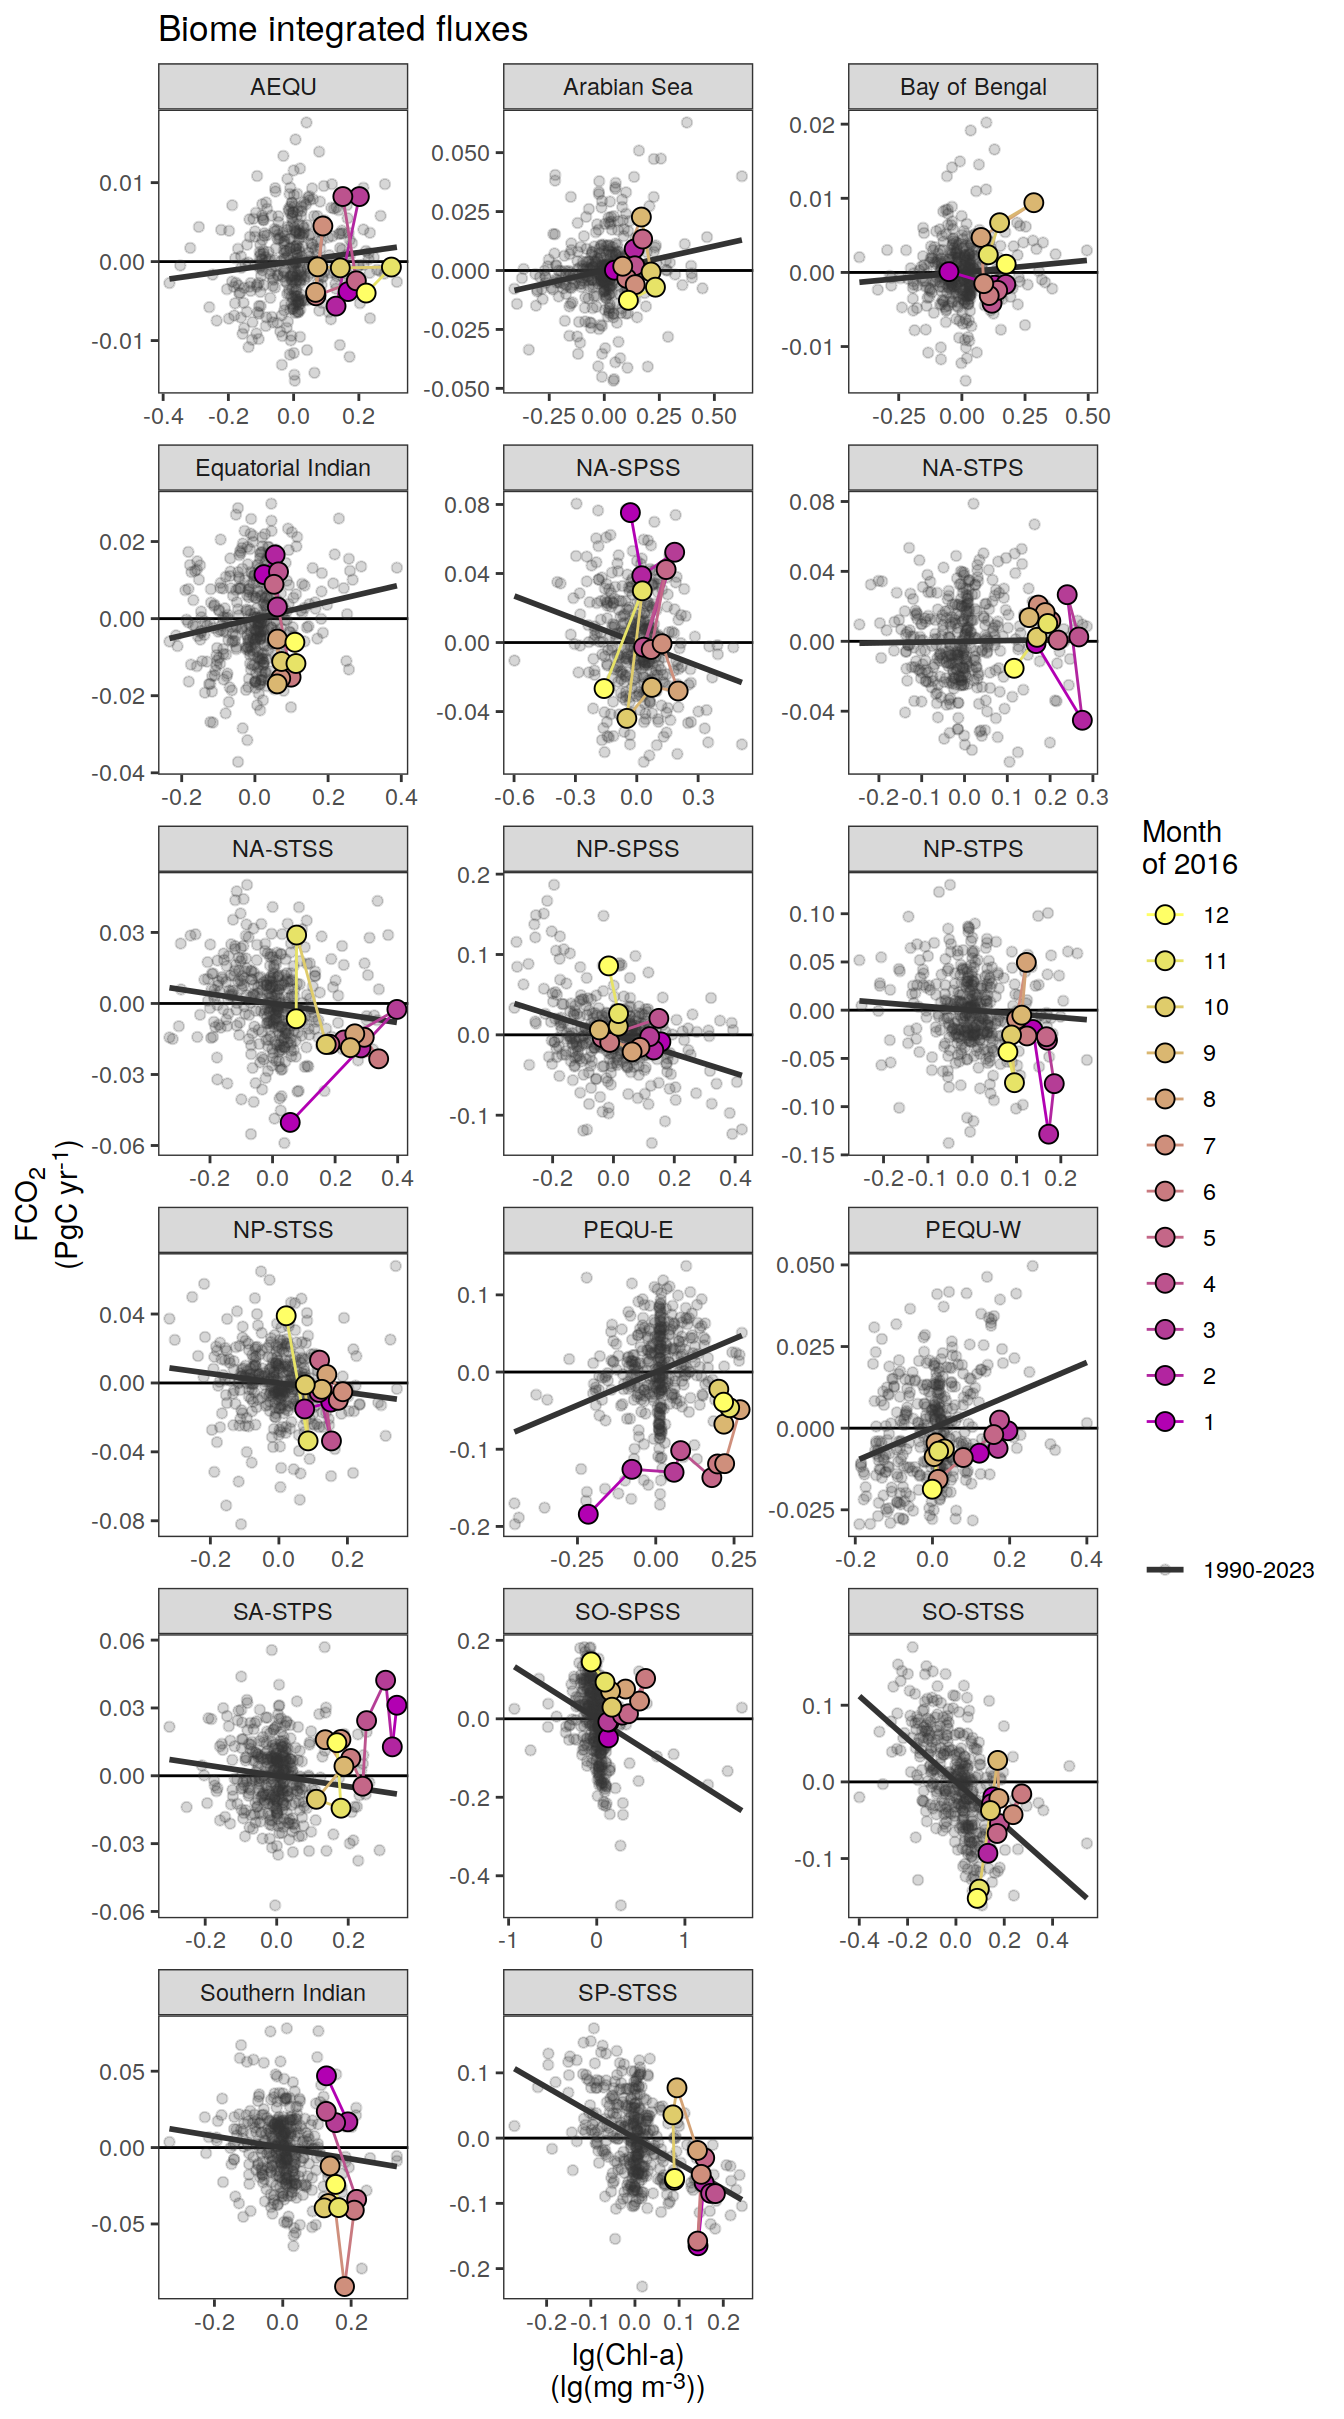 Biome integrated fluxes
AEQU Arabian Sea Bay of Bengal
0.01 0.00 -0.01
-0.4 -0.2 0.0 0.2
0.050 0.025 0.000 -0.025 -0.050
-0.25 0.00 0.25 0.50
0.02 0.01 0.00 -0.01
-0.25 0.00 0.25 0.50
Equatorial Indian NA-SPSS NA-STPS
0.02 0.00 -0.02 -0.04
-0.2 0.0 0.2 0.4
0.08 0.04 0.00 -0.04
-0.6 -0.3 0.0 0.3
0.08 0.04 0.00 -0.04
-0.2 -0.1 0.0 0.1 0.2 0.3
NA-STSS NP-SPSS NP-STPS
0.03 0.00 -0.03 -0.06
-0.2 0.0 0.2 0.4
0.2 0.1 0.0 -0.1
-0.2 0.0 0.2 0.4
0.10 0.05 0.00 -0.05 -0.10 -0.15
-0.2 -0.1 0.0 0.1 0.2
NP-STSS PEQU-E PEQU-W
0.04 0.00 -0.04 -0.08
-0.2 0.0 0.2
0.1 0.0 -0.1 -0.2
-0.25 0.00 0.25
0.050 0.025 0.000 -0.025
-0.2 0.0 0.2 0.4
SA-STPS SO-SPSS SO-STSS
0.06 0.03 0.00 -0.03 -0.06
-0.2 0.0 0.2
0.2 0.0 -0.2 -0.4
-1 0 1
0.1 0.0 -0.1
-0.4 -0.2 0.0 0.2 0.4
Southern Indian SP-STSS
0.05 0.00 -0.05
-0.2 0.0 0.2
0.1 0.0 -0.1 -0.2
-0.2 -0.1 0.0 0.1 0.2
FCO2
(PgC yr-1)
lg(Chl-a)
(lg(mg m-3))
Month
of 2016
12
11
10
9
8
7
6
5
4
3
2
1
1990-2023